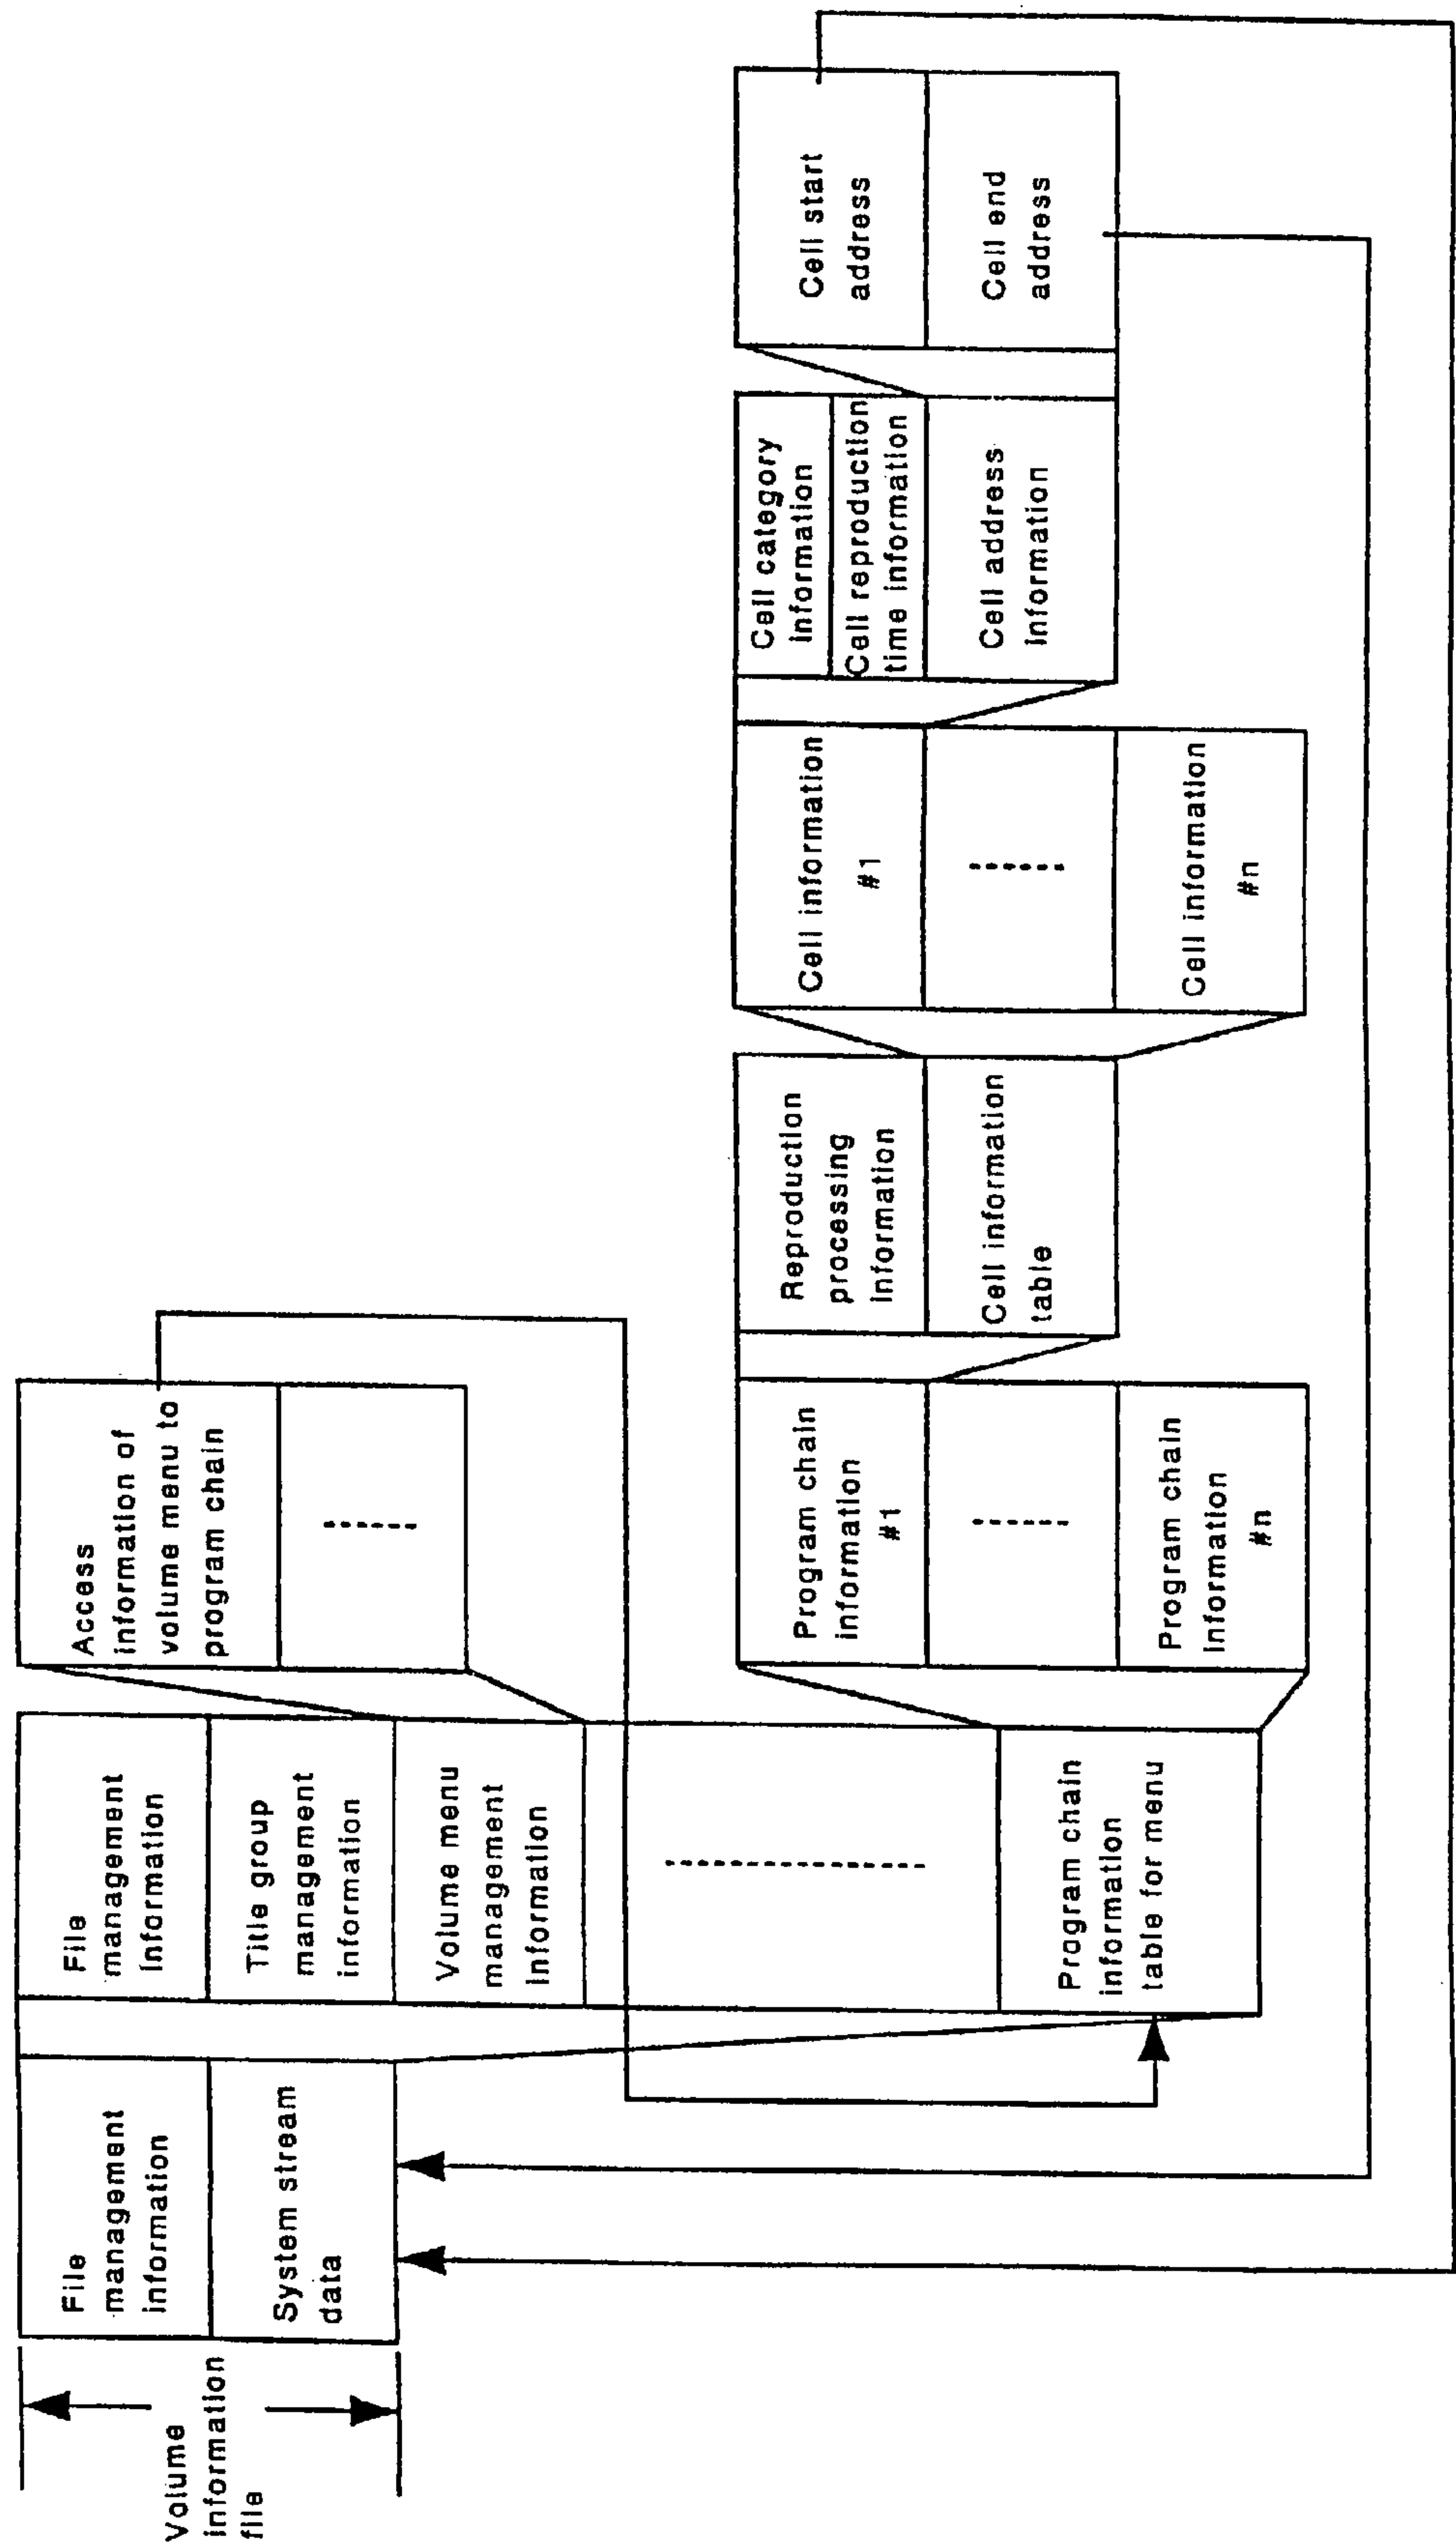 Volume
information
file
File
management
information
System stream
data
File
management
Information
Title group
management
information
Volume menu
management
Information
Program chain
information
table for menu
Access
information of
volume menu to
program chain
Program chain
information
#1
Program chain
Information
#n
Reproduction
processing
Information
Cell information
table
Cell information
#1
Cell information
#n
Cell category
Information
Cell reproduction
time information
Cell address
Information
Cell start
address
Cell end
address